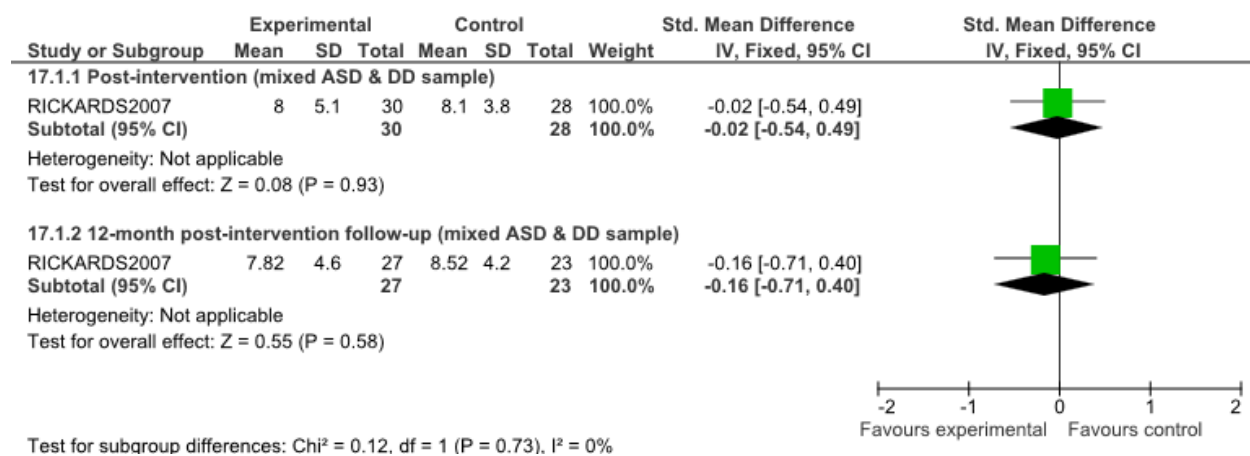 Experimental Control Std. Mean Difference Std. Mean Difference
Study or Subgroup Mean SD Total Mean SD Total Weight IV, Fixed, 95% CI IV, Fixed, 95% CI
17.1.1 Post-intervention (mixed ASD & DD sample)
RICKARDS2007 8 5.1 30 8.1 3.8 28 100.0% -0.02 [-0.54, 0.49]
Subtotal (95% CI) 30 28 100.0% -0.02 [-0.54, 0.49]
Heterogeneity: Not applicable
Test for overall effect: Z = 0.08 (P = 0.93)
17.1.2 12-month post-intervention follow-up (mixed ASD & DD sample)
RICKARDS2007 7.82 4.6 27 8.52 4.2 23 100.0% -0.16 [-0.71, 0.40]
Subtotal (95% CI) 27 23 100.0% -0.16 [-0.71, 0.40]
Heterogeneity: Not applicable
Test for overall effect: Z = 0.55 (P = 0.58)
-2 -1 0 1 2
Favours experimental Favours control
Test for subgroup differences: Chi² = 0.12, df = 1 (P = 0.73), I² = 0%